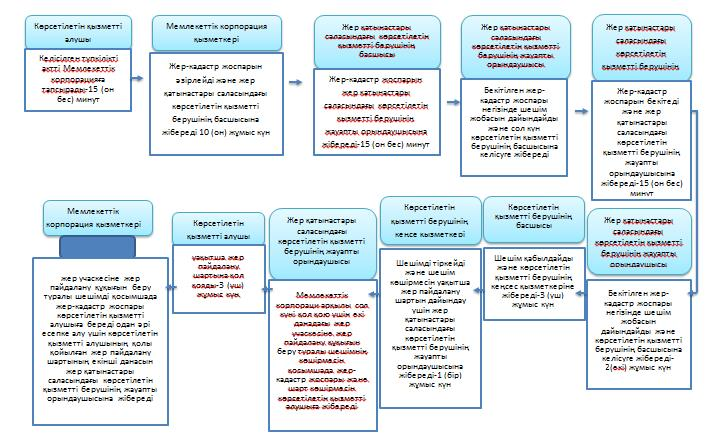 Көрсетілетін қызметті
алушы
Келісілген түпкілікті
актті Мемлекеттік
корпорацияға
тапсырады-15 (он
бес) минут
Мемлекеттік корпорация
қызметкері
Жер-кадастр жоспарын
әзірлейді және жер
қатынастары саласындағы
көрсетілетін қызметті
берушінің басшысына
жібереді 10 (он) жұмыс күн
Жер қатынастары
саласындағы көрсетілетін
қызметті берушінің
басшысы
Жер-кадастр жоспарын
жер қатынастары
саласындағы көрсетілетін
қызметті берушінің
жауапты орындаушысына
жібереді-15 (он бес) минут
Жер қатынастары
саласындағы
көрсетілетін қызметті
берушінің жауапты
орындаушысы
Бекітілген жер-
кадастр жоспары
негізінде шешім
жобасын дайындайды
және сол күн
көрсетілетін қызметті
берушінің басшысына
келісуге жібереді
Жер қатынастары
саласындағы
көрсетілетін
қызметті берушінің
Жер-кадастр
жоспарын бекітеді
және жер
қатынастары
саласындағы
көрсетілетін
қызметті берушінің
жауапты
орындаушысына
жібереді-15 (он бес)
минут
Мемлекеттік
корпорация қызметкері
жер учаскесіне жер
пайдалану құқығын беру
туралы шешімді қосымшада
жер-кадастр жоспары
көрсетілетін қызметті
алушыға береді одан әрі
есепке алу үшін көрсетілетін
қызметті алушының қолы
қойылған жер пайдалану
шартының екінші данасын
жер қатынастары
саласындағы көрсетілетін
қызметті берушінің жауапты
орындаушысына жібереді
Көрсетілетін
қызметті алушы
уақытша жер
пайдалану
шартына қол
қояды-3 (үш)
жұмыс күн
Жер қатынастары
саласындағы
көрсетілетін қызметті
берушінің жауапты
орындаушысы
Мемлекеттік
корпораци арқылы сол
күні қол қою үшін екі
данадағы жер
учаскесіне жер
пайдалану құқығын
беру туралы шешімнің
көшірмесін
қосымшада жер-
кадастр жоспары және
шарт көшірмесін
көрсетілетін қызметті
алушыға жібереді
Көрсетілетін
қызметті берушінің
кеңсе қызметкері
Шешімді тіркейді
және шешім
көшірмесін уақытша
жер пайдалану
шартын дайындау
үшін жер
қатынастары
саласындағы
көрсетілетін
қызметті берушінің
жауапты
орындаушысына
жібереді-1 (бір)
жұмыс күн
Көрсетілетін
қызметті берушінің
басшысы
Шешім қабылдайды
және көрсетілетін
қызметті берушінің
кеңсес қызметкеріне
жібереді-3 (үш)
жұмыс күн
Жер қатынастары
саласындағы
көрсетілетін қызметті
берушінің жауапты
орындаушысы
Бекітілген жер-
кадастр жоспары
негізінде шешім
жобасын
дайындайды және
көрсетілетін қызметті
берушінің басшысына
келісуге жібереді-
2(екі) жұмыс күн